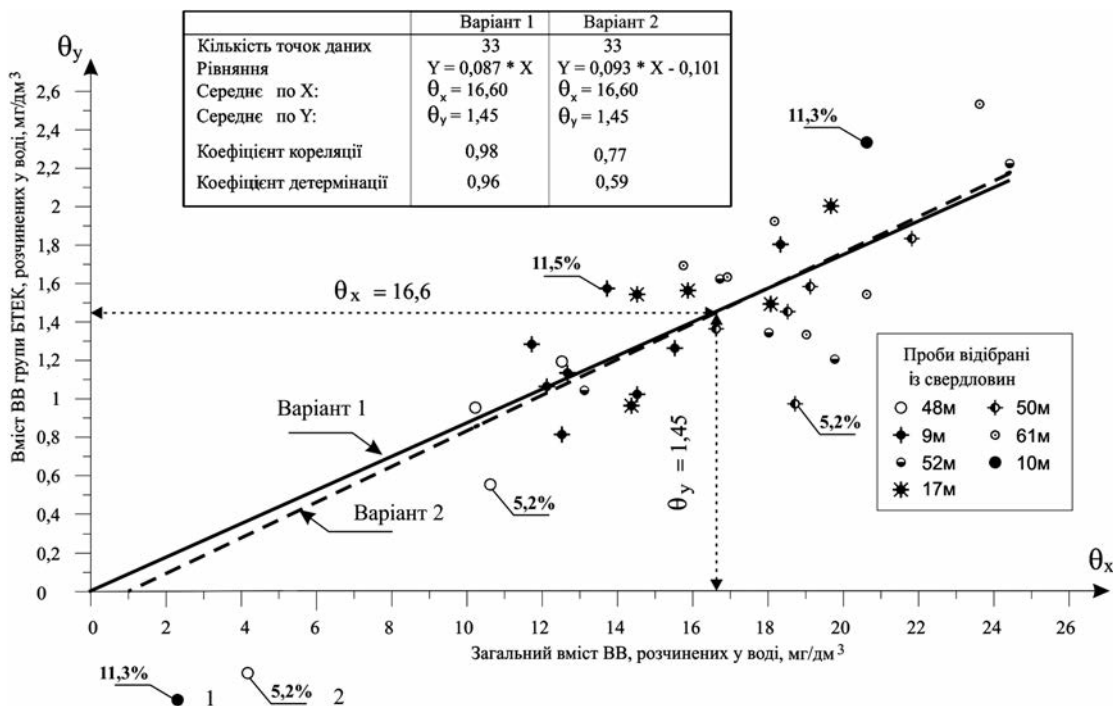 Варіант 1 Варіант 2
Кількість точок даних 33 33
Рівняння Y = 0,087 * X Y = 0,093 * X - 0,101
Середнє по X: θx = 16,60 θx = 16,60
Середнє по Y: θy = 1,45 θy = 1,45
Коефіцієнт кореляції 0,98 0,77
Коефіцієнт детермінації 0,96 0,59
θy
Вміст ВВ групи БТЕК, розчинених у воді, мг/дм3
2,6
2,4
2,2
2
1,8
1,6
1,4
1,2
1
0,8
0,6
0,4
0,2
0
11,3%
11,5%
θx = 16,6
θy = 1,45
Варіант 1
Варіант 2
5,2%
5,2%
Проби відібрані
із свердловин
48м 50м
9м 61м
52м 10м
17м
θx
0 2 4 6 8 10 12 14 16 18 20 22 24 26
Загальний вміст ВВ, розчинених у воді, мг/дм3
11,3% 1 5,2% 2